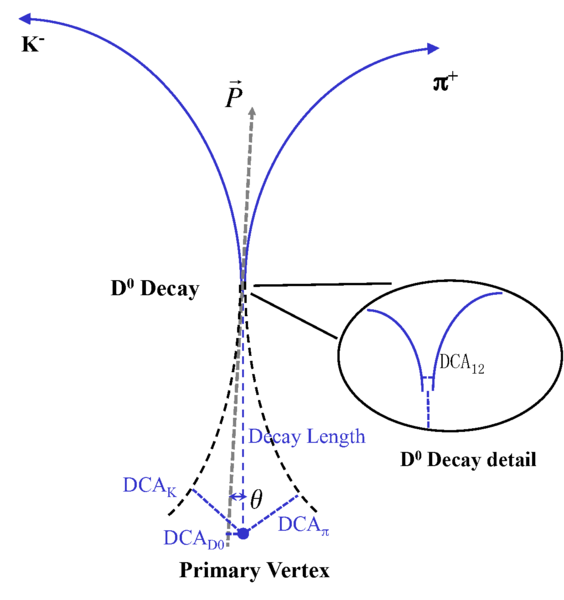 K⁻
π⁺
P⃗
D⁰ Decay
DCA₁₂
Decay Length
D⁰ Decay detail
DCA_K
θ
DCA_π
DCA_D0
Primary Vertex